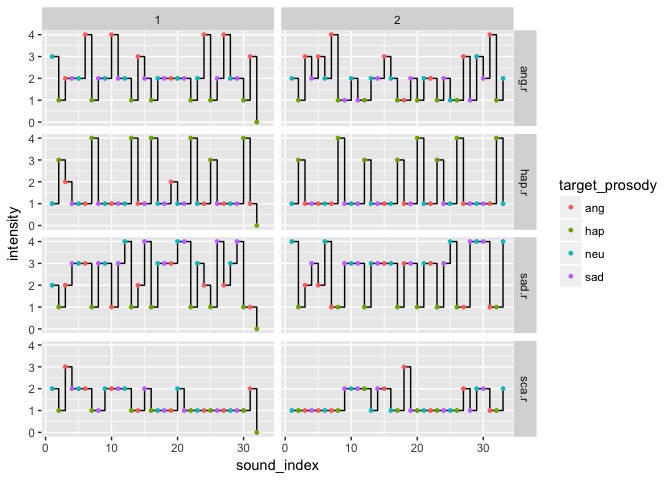 1 2
4
3
2
1
0
ang.r
4
3
2
1
0
hap.r
4
3
2
1
0
sad.r
4
3
2
1
0
sca.r
0 10 20 30 0 10 20 30
sound_index
intensity
target_prosody
ang
hap
neu
sad